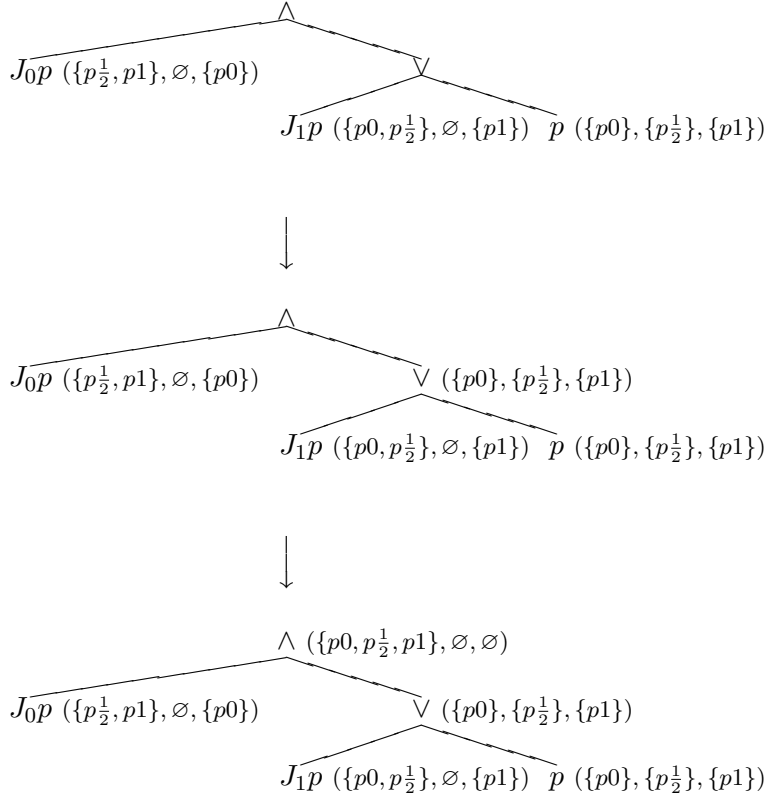 ∧
J₀p ({p½, p1}, ∅, {p0})
∨
J₁p ({p0, p½}, ∅, {p1}) p ({p0}, {p½}, {p1})
↓
∧
J₀p ({p½, p1}, ∅, {p0}) ∨ ({p0}, {p½}, {p1})
J₁p ({p0, p½}, ∅, {p1}) p ({p0}, {p½}, {p1})
↓
∧ ({p0, p½, p1}, ∅, ∅)
J₀p ({p½, p1}, ∅, {p0}) ∨ ({p0}, {p½}, {p1})
J₁p ({p0, p½}, ∅, {p1}) p ({p0}, {p½}, {p1})